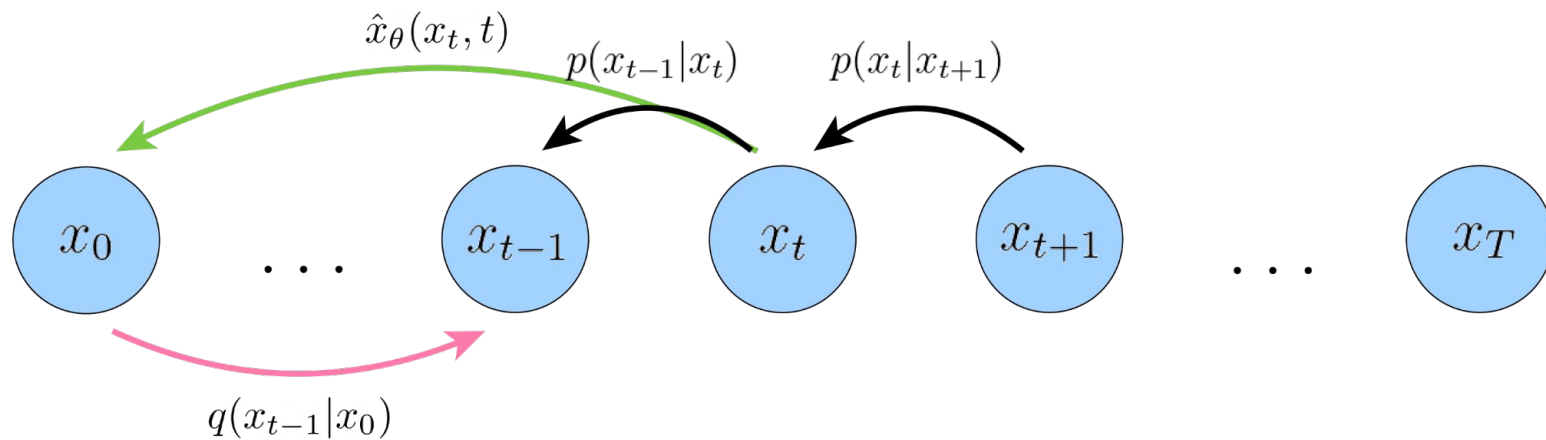 x̂_θ(x_t, t)
p(x_{t−1}|x_t)
p(x_t|x_{t+1})
x_0
. . .
x_{t−1}
x_t
x_{t+1}
. . .
x_T
q(x_{t−1}|x_0)